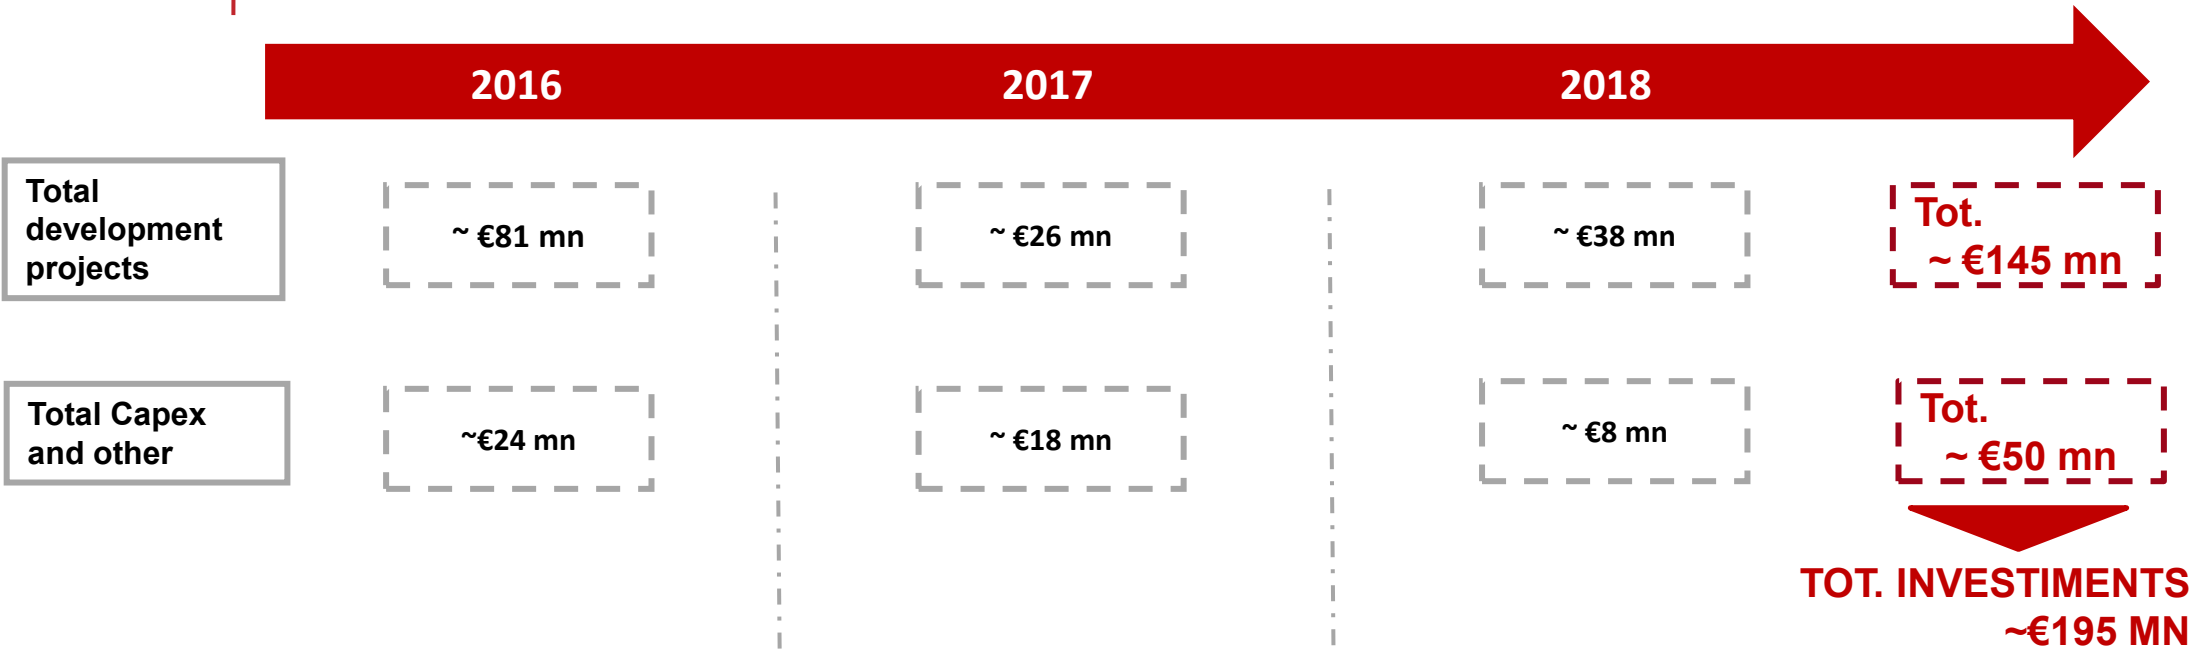 2016 2017 2018
Total
development
projects
~ €81 mn
~ €26 mn
~ €38 mn
Tot.
~ €145 mn
Total Capex
and other
~€24 mn
~ €18 mn
~ €8 mn
Tot.
~ €50 mn
TOT. INVESTIMENTS
~€195 MN